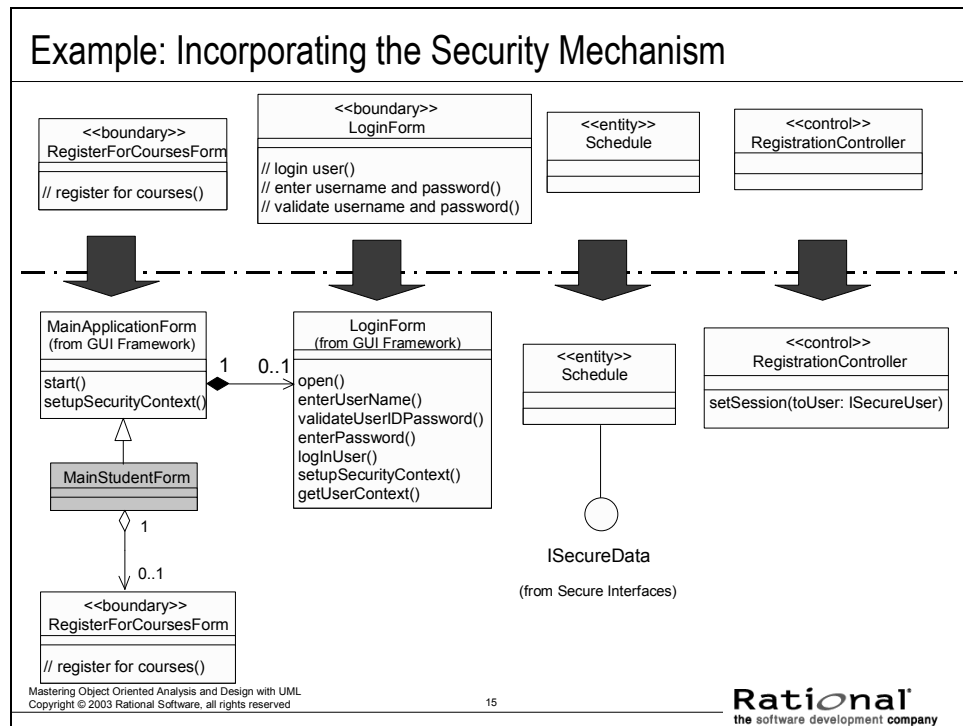 Example: Incorporating the Security Mechanism
<<boundary>>
RegisterForCoursesForm
// register for courses()
<<boundary>>
LoginForm
// login user()
// enter username and password()
// validate username and password()
<<entity>>
Schedule
<<control>>
RegistrationController
MainApplicationForm
(from GUI Framework)
start()
setupSecurityContext()
1
0..1
LoginForm
(from GUI Framework)
open()
enterUserName()
validateUserIDPassword()
enterPassword()
logInUser()
setupSecurityContext()
getUserContext()
<<entity>>
Schedule
ISecureData
(from Secure Interfaces)
<<control>>
RegistrationController
setSession(toUser: ISecureUser)
MainStudentForm
1
0..1
<<boundary>>
RegisterForCoursesForm
// register for courses()
Mastering Object Oriented Analysis and Design with UML
Copyright © 2003 Rational Software, all rights reserved
15
Rational
the software development company